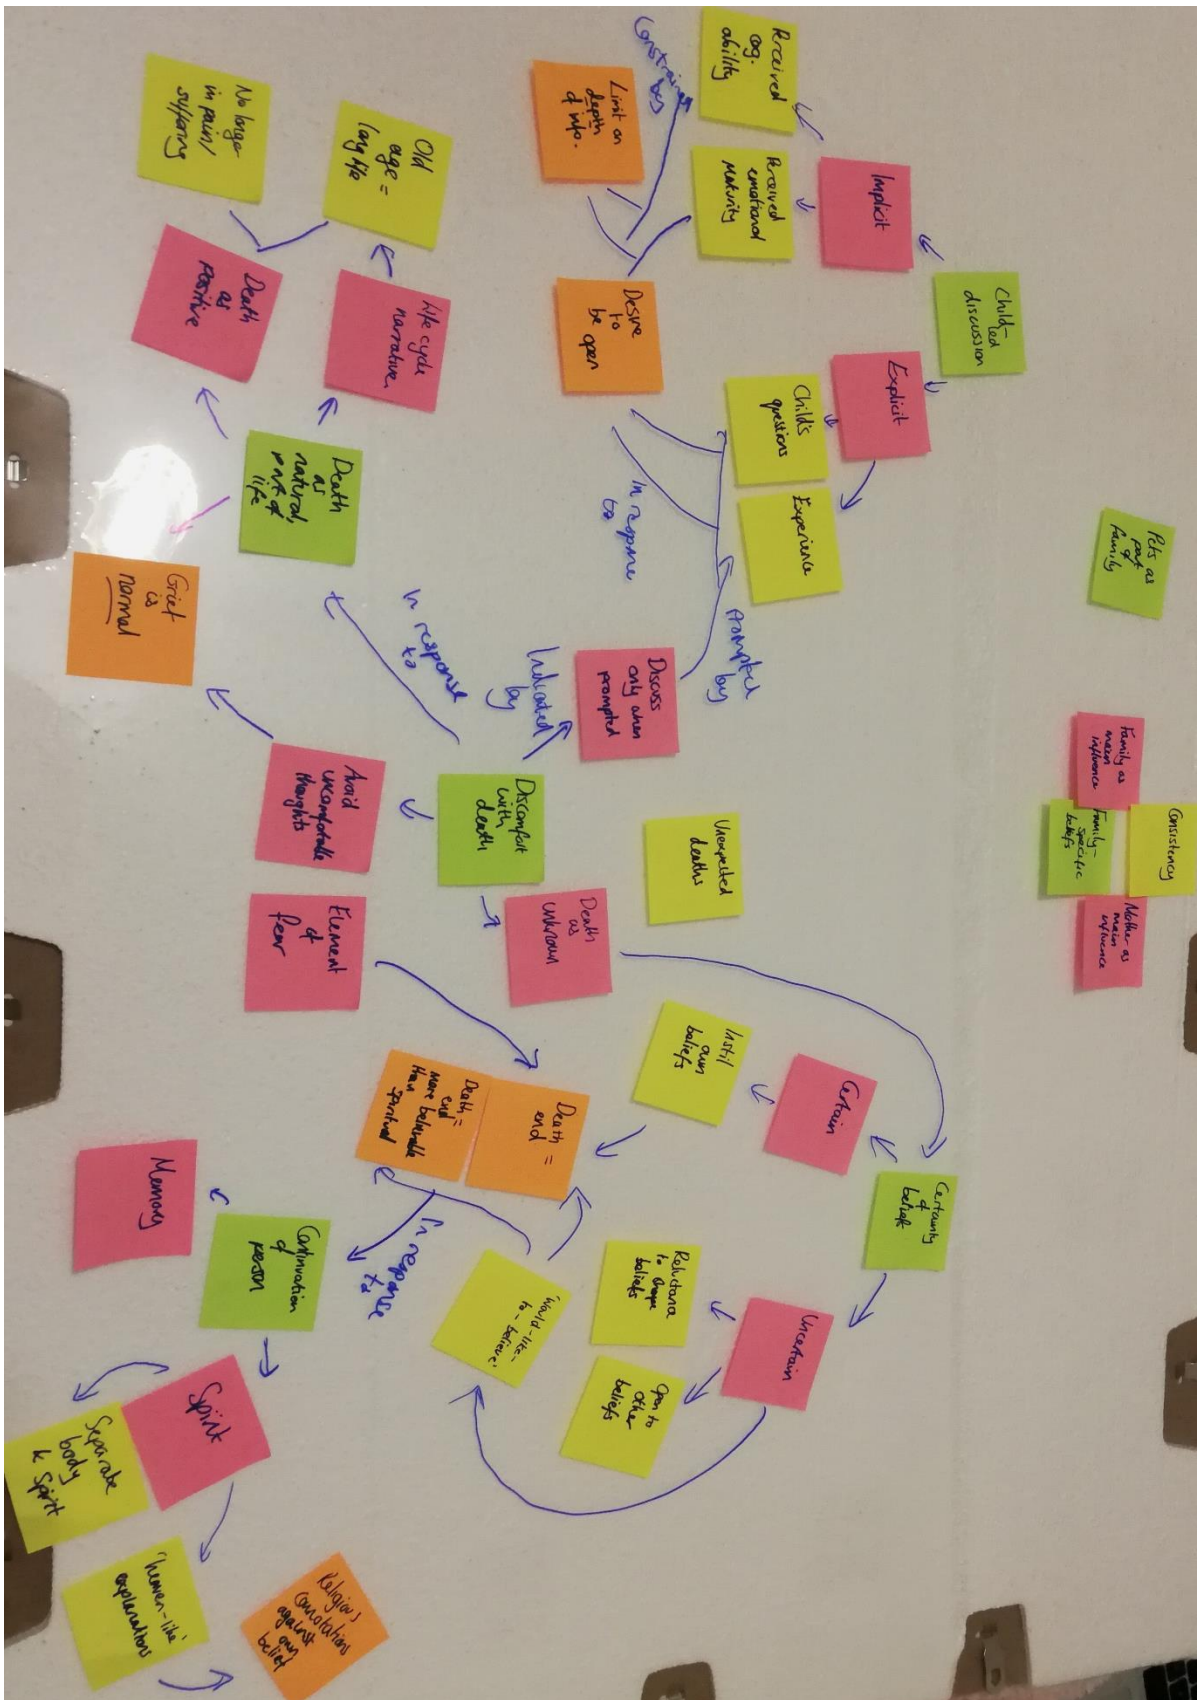 Pets as
part
of
family
Family as
main
influence
Consistency
Family-
specific
beliefs
Mother as
main
influence
Child-led
discussion
Implicit
Explicit
Perceived
cog.
ability
Perceived
emotional
maturity
Child's
questions
Experience
Constrained
by
Limit on
depth
of info.
Desire
to
be open
In response
to
Prompted
by
Discuss
only when
prompted
Indicated
by
Unexpected
deaths
Certainty
of
beliefs
Certain
Uncertain
Instil
own
beliefs
Reluctance
to change
beliefs
Open to
other
beliefs
'Would-like-
to-believe'
Death =
end
Death =
end
more believable
than
spiritual
In response
to
Death
as
unknown
Discomfort
with
death
In response
to
Avoid
uncomfortable
thoughts
Element
of
fear
Old
age =
long life
Life cycle
narrative
No longer
in pain/
suffering
Death
as
positive
Death
as
natural,
part of
life
Grief
is
normal
Continuation
of
person
Memory
Spirit
Separate
body
& spirit
'heaven-like'
explanations
Religious
connotations
against
own
belief